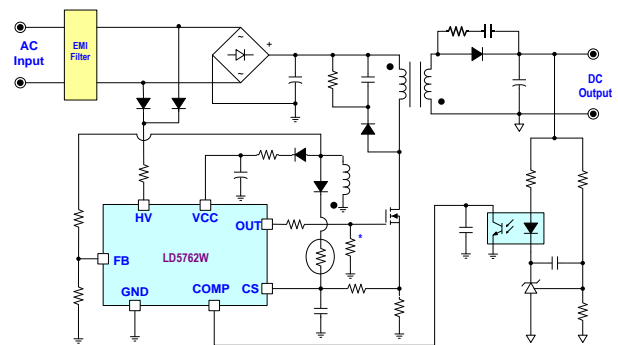 AC
Input
EMI
Filter
~
+
~
DC
Output
HV
VCC
OUT
*
LD5762W
FB
GND
COMP
CS